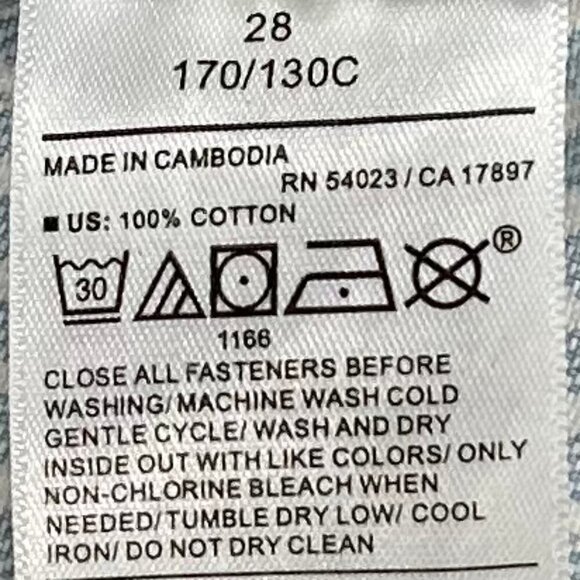 28
170/130C
MADE IN CAMBODIA
RN 54023 / CA 17897
■ US: 100% COTTON
30
®
1166
CLOSE ALL FASTENERS BEFORE
WASHING/ MACHINE WASH COLD
GENTLE CYCLE/ WASH AND DRY
INSIDE OUT WITH LIKE COLORS/ ONLY
NON-CHLORINE BLEACH WHEN
NEEDED/ TUMBLE DRY LOW/ COOL
IRON/ DO NOT DRY CLEAN